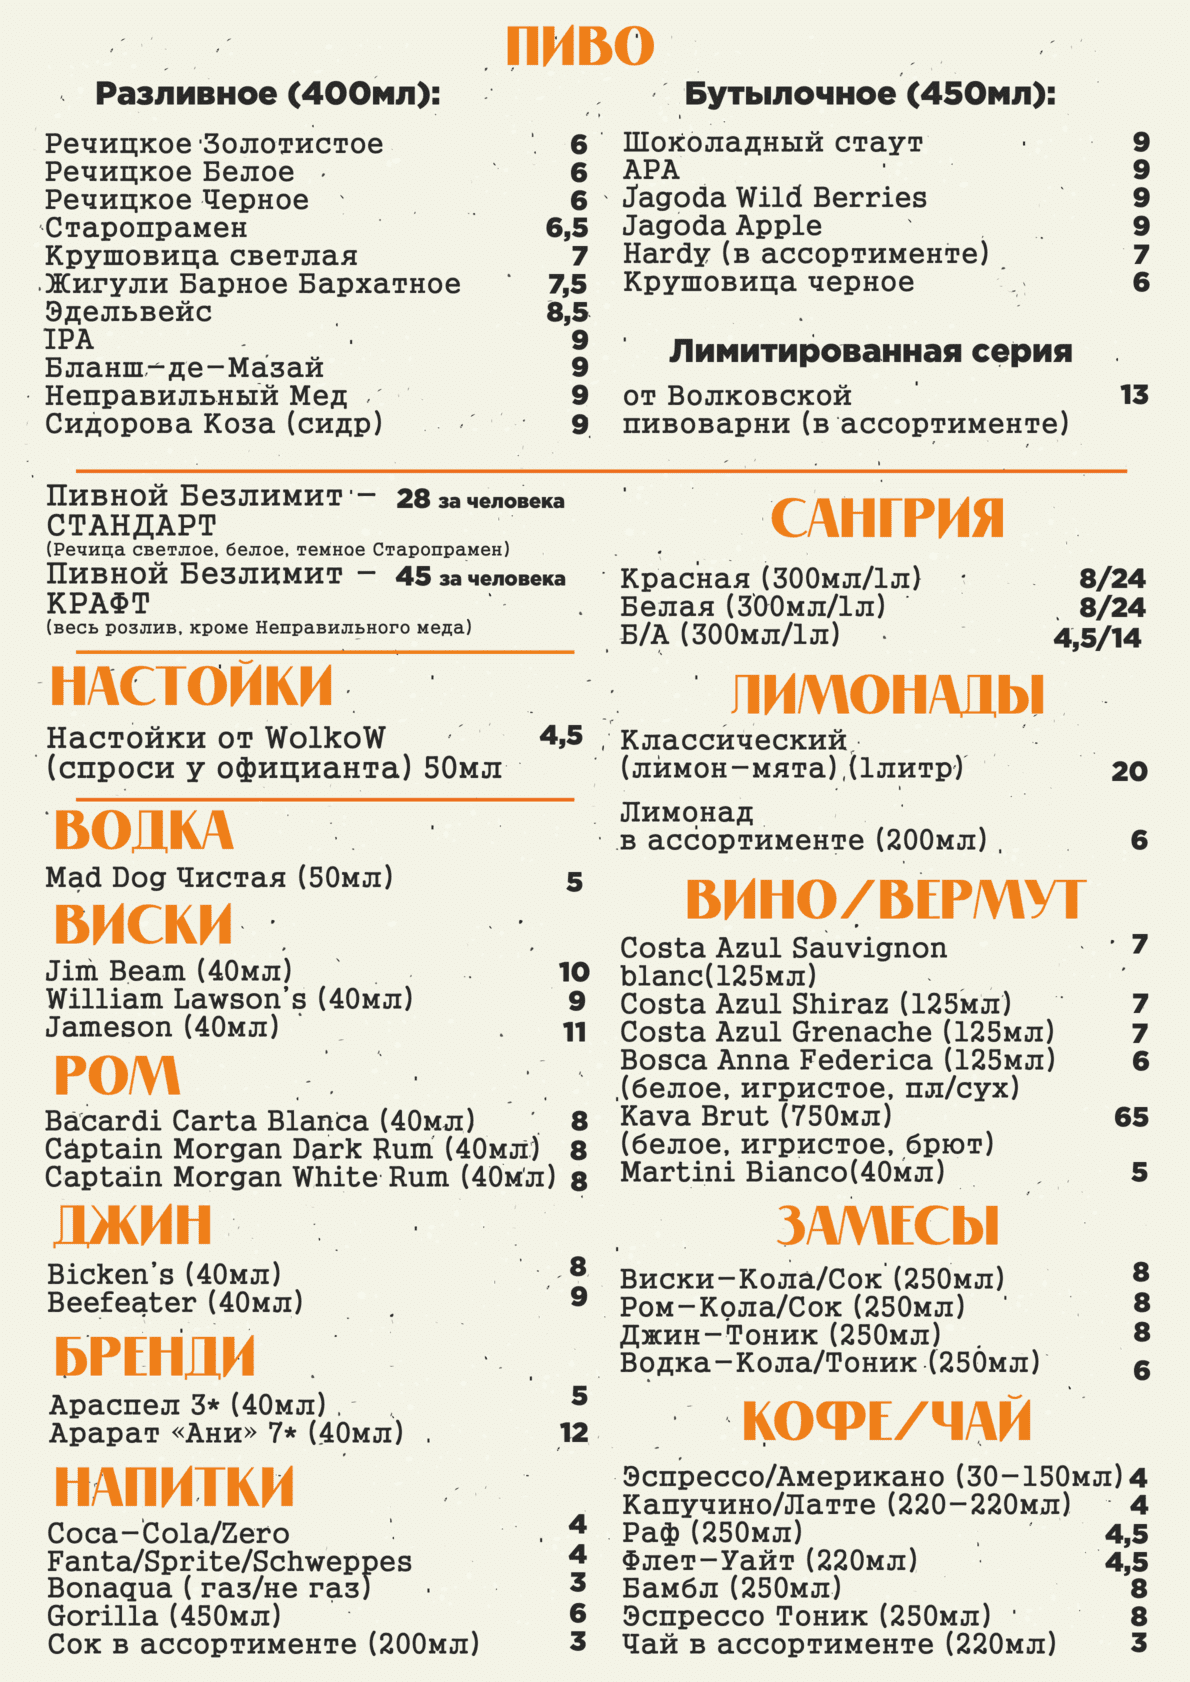 ПИВО
Разливное (400мл):
Речицкое Золотистое 6
Речицкое Белое 6
Речицкое Черное 6
Старопрамен 6,5
Крушовица светлая 7
Жигули Барное Бархатное 7,5
Эдельвейс 8,5
IPA 9
Бланш-де-Мазай 9
Неправильный Мед 9
Сидорова Коза (сидр) 9
Бутылочное (450мл):
Шоколадный стаут 9
APA 9
Jagoda Wild Berries 9
Jagoda Apple 9
Hardy (в ассортименте) 7
Крушовица черное 6
Лимитированная серия
от Волковской 13
пивоварни (в ассортименте)
Пивной Безлимит - 28 за человека
СТАНДАРТ
(Речица светлое, белое, темное Старопрамен)
Пивной Безлимит - 45 за человека
КРАФТ
(весь розлив, кроме Неправильного меда)
НАСТОЙКИ
Настойки от WolkoW 4,5
(спроси у официанта) 50мл
ВОДКА
Mad Dog Чистая (50мл) 5
ВИСКИ
Jim Beam (40мл) 10
William Lawson's (40мл) 9
Jameson (40мл) 11
РОМ
Bacardi Carta Blanca (40мл) 8
Captain Morgan Dark Rum (40мл) 8
Captain Morgan White Rum (40мл) 8
ДЖИН
Bicken's (40мл) 8
Beefeater (40мл) 9
БРЕНДИ
Араспел 3* (40мл) 5
Арарат «Ани» 7* (40мл) 12
НАПИТКИ
Coca-Cola/Zero 4
Fanta/Sprite/Schweppes 4
Bonaqua ( газ/не газ) 3
Gorilla (450мл) 6
Сок в ассортименте (200мл) 3
САНГРИЯ
Красная (300мл/1л) 8/24
Белая (300мл/1л) 8/24
Б/А (300мл/1л) 4,5/14
ЛИМОНАДЫ
Классический
(лимон-мята) (1литр) 20
Лимонад
в ассортименте (200мл) 6
ВИНО/ВЕРМУТ
Costa Azul Sauvignon 7
blanc(125мл)
Costa Azul Shiraz (125мл) 7
Costa Azul Grenache (125мл) 7
Bosca Anna Federica (125мл) 6
(белое, игристое, пл/сух)
Kava Brut (750мл) 65
(белое, игристое, брют)
Martini Bianco(40мл) 5
ЗАМЕСЫ
Виски-Кола/Сок (250мл) 8
Ром-Кола/Сок (250мл) 8
Джин-Тоник (250мл) 8
Водка-Кола/Тоник (250мл) 6
КОФЕ/ЧАЙ
Эспрессо/Американо (30-150мл) 4
Капучино/Латте (220-220мл) 4
Раф (250мл) 4,5
Флет-Уайт (220мл) 4,5
Бамбл (250мл) 8
Эспрессо Тоник (250мл) 8
Чай в ассортименте (220мл) 3